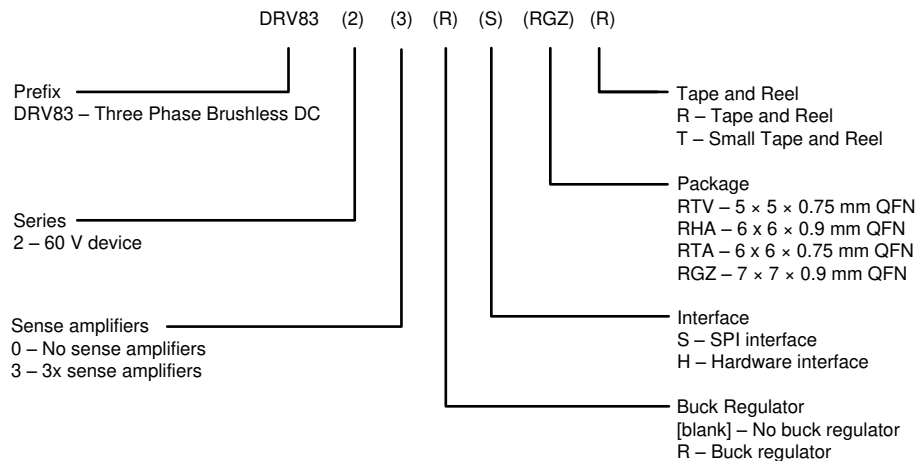 DRV83 (2) (3) (R) (S) (RGZ) (R)
Prefix
DRV83 – Three Phase Brushless DC
Series
2 – 60 V device
Sense amplifiers
0 – No sense amplifiers
3 – 3x sense amplifiers
Tape and Reel
R – Tape and Reel
T – Small Tape and Reel
Package
RTV – 5 × 5 × 0.75 mm QFN
RHA – 6 x 6 × 0.9 mm QFN
RTA – 6 x 6 × 0.75 mm QFN
RGZ – 7 × 7 × 0.9 mm QFN
Interface
S – SPI interface
H – Hardware interface
Buck Regulator
[blank] – No buck regulator
R – Buck regulator